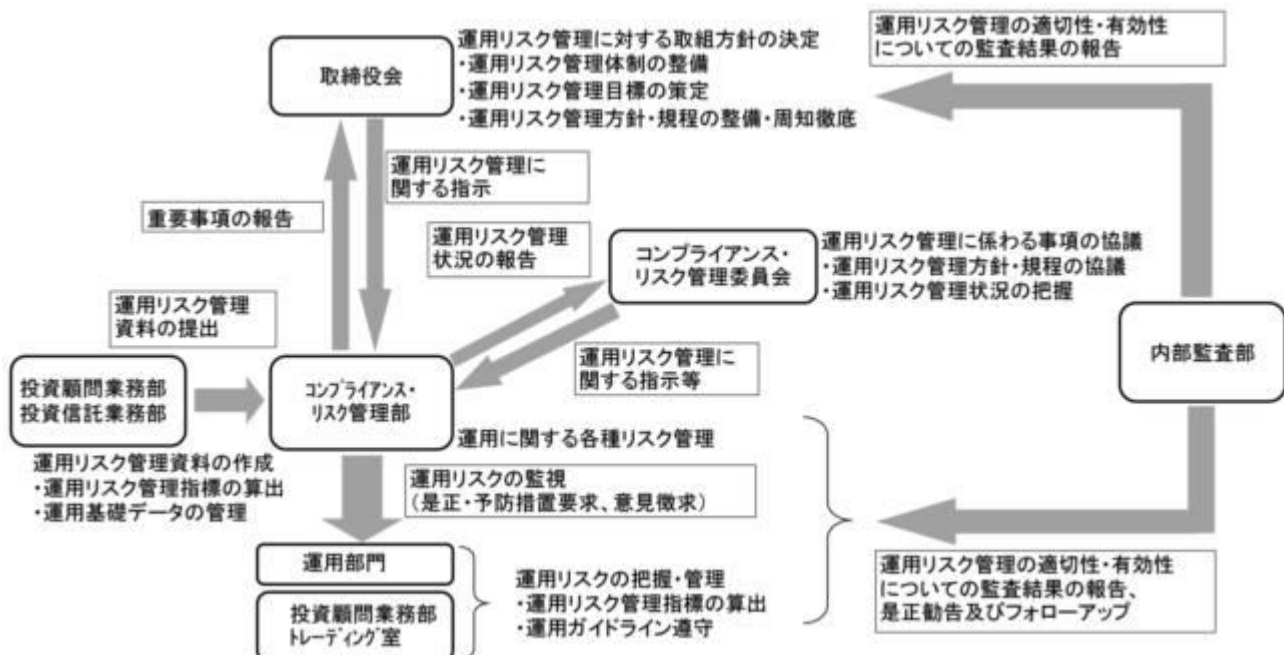 取締役会
運用リスク管理に対する取組方針の決定
・運用リスク管理体制の整備
・運用リスク管理目標の策定
・運用リスク管理方針・規程の整備・周知徹底
運用リスク管理の適切性・有効性
についての監査結果の報告
運用リスク管理に
関する指示
重要事項の報告
運用リスク管理
状況の報告
コンプライアンス・
リスク管理委員会
運用リスク管理に係わる事項の協議
・運用リスク管理方針・規程の協議
・運用リスク管理状況の把握
運用リスク管理
資料の提出
内部監査部
運用リスク管理に
関する指示等
投資顧問業務部
投資信託業務部
コンプライアンス・
リスク管理部
運用に関する各種リスク管理
運用リスク管理資料の作成
・運用リスク管理指標の算出
・運用基礎データの管理
運用リスクの監視
(是正・予防措置要求、意見徴求)
運用部門
投資顧問業務部
トレーディング室
運用リスクの把握・管理
・運用リスク管理指標の算出
・運用ガイドライン遵守
運用リスク管理の適切性・有効性
についての監査結果の報告、
是正勧告及びフォローアップ